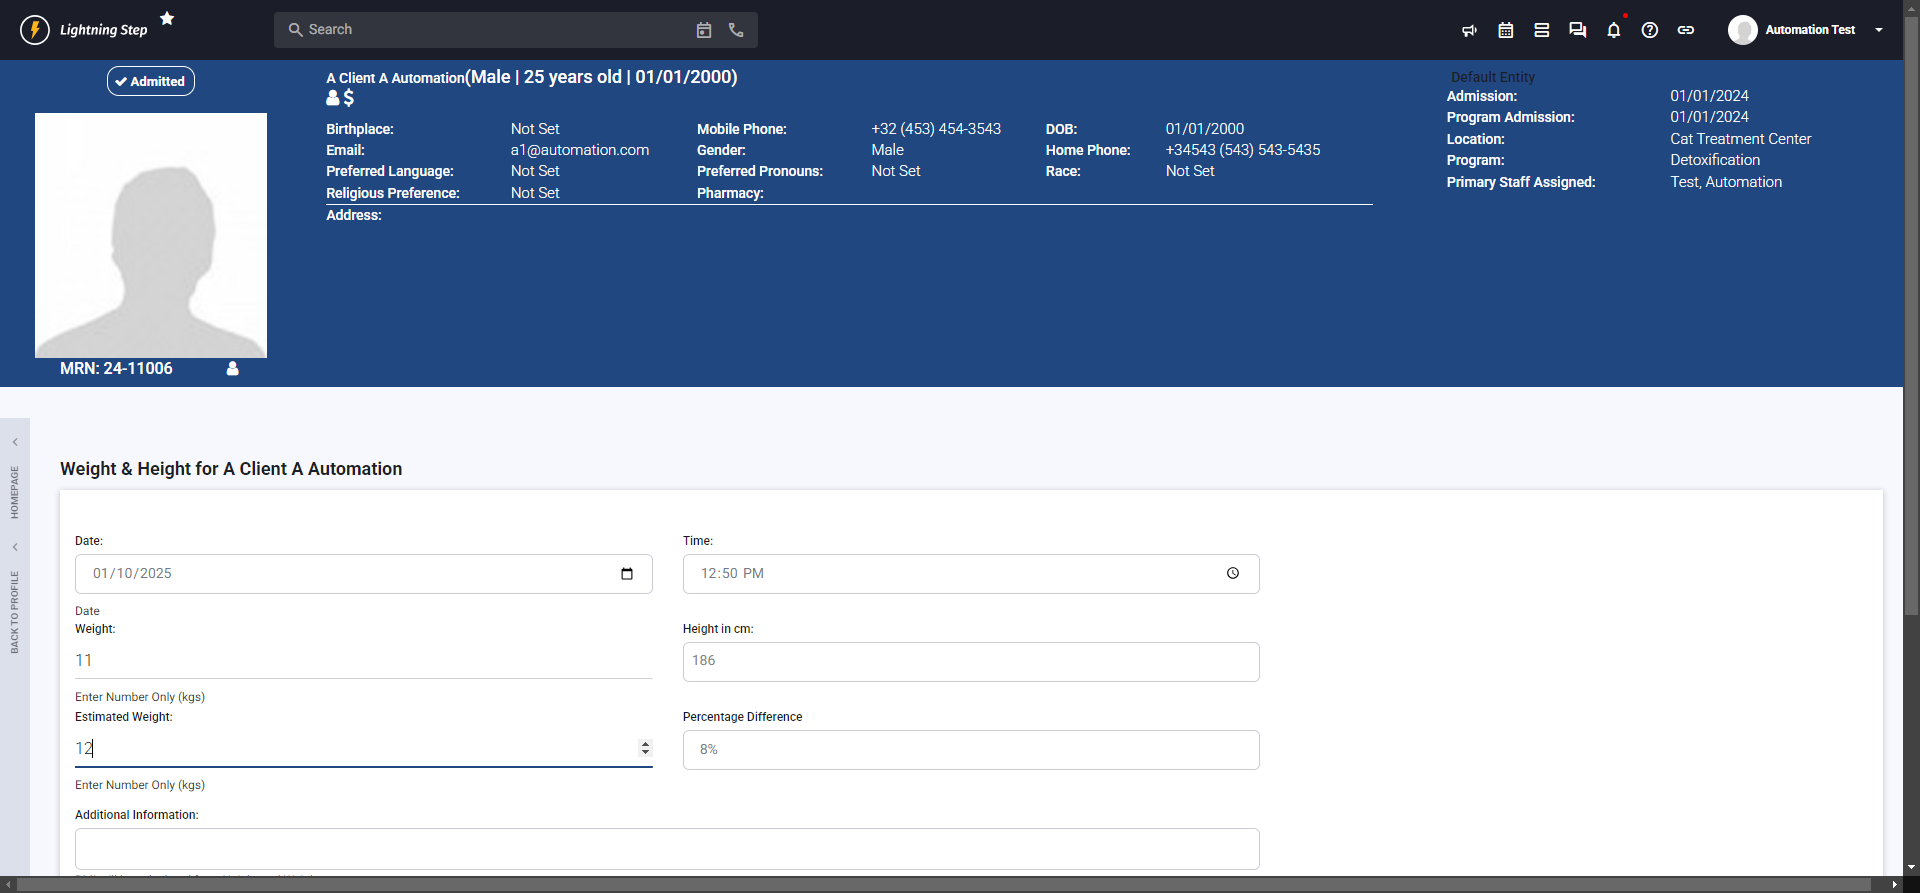 Lightning Step
Search
Automation Test
Admitted
A Client A Automation(Male | 25 years old | 01/01/2000)
Birthplace: Not Set Mobile Phone: +32 (453) 454-3543 DOB: 01/01/2000
Email: a1@automation.com Gender: Male Home Phone: +34543 (543) 543-5435
Preferred Language: Not Set Preferred Pronouns: Not Set Race: Not Set
Religious Preference: Not Set Pharmacy:
Address:
Default Entity
Admission: 01/01/2024
Program Admission: 01/01/2024
Location: Cat Treatment Center
Program: Detoxification
Primary Staff Assigned: Test, Automation
MRN: 24-11006
HOMEPAGE
BACK TO PROFILE
Weight & Height for A Client A Automation
Date: Time:
01/10/2025 12:50 PM
Date
Weight: Height in cm:
11 186
Enter Number Only (kgs)
Estimated Weight: Percentage Difference
12 8%
Enter Number Only (kgs)
Additional Information: